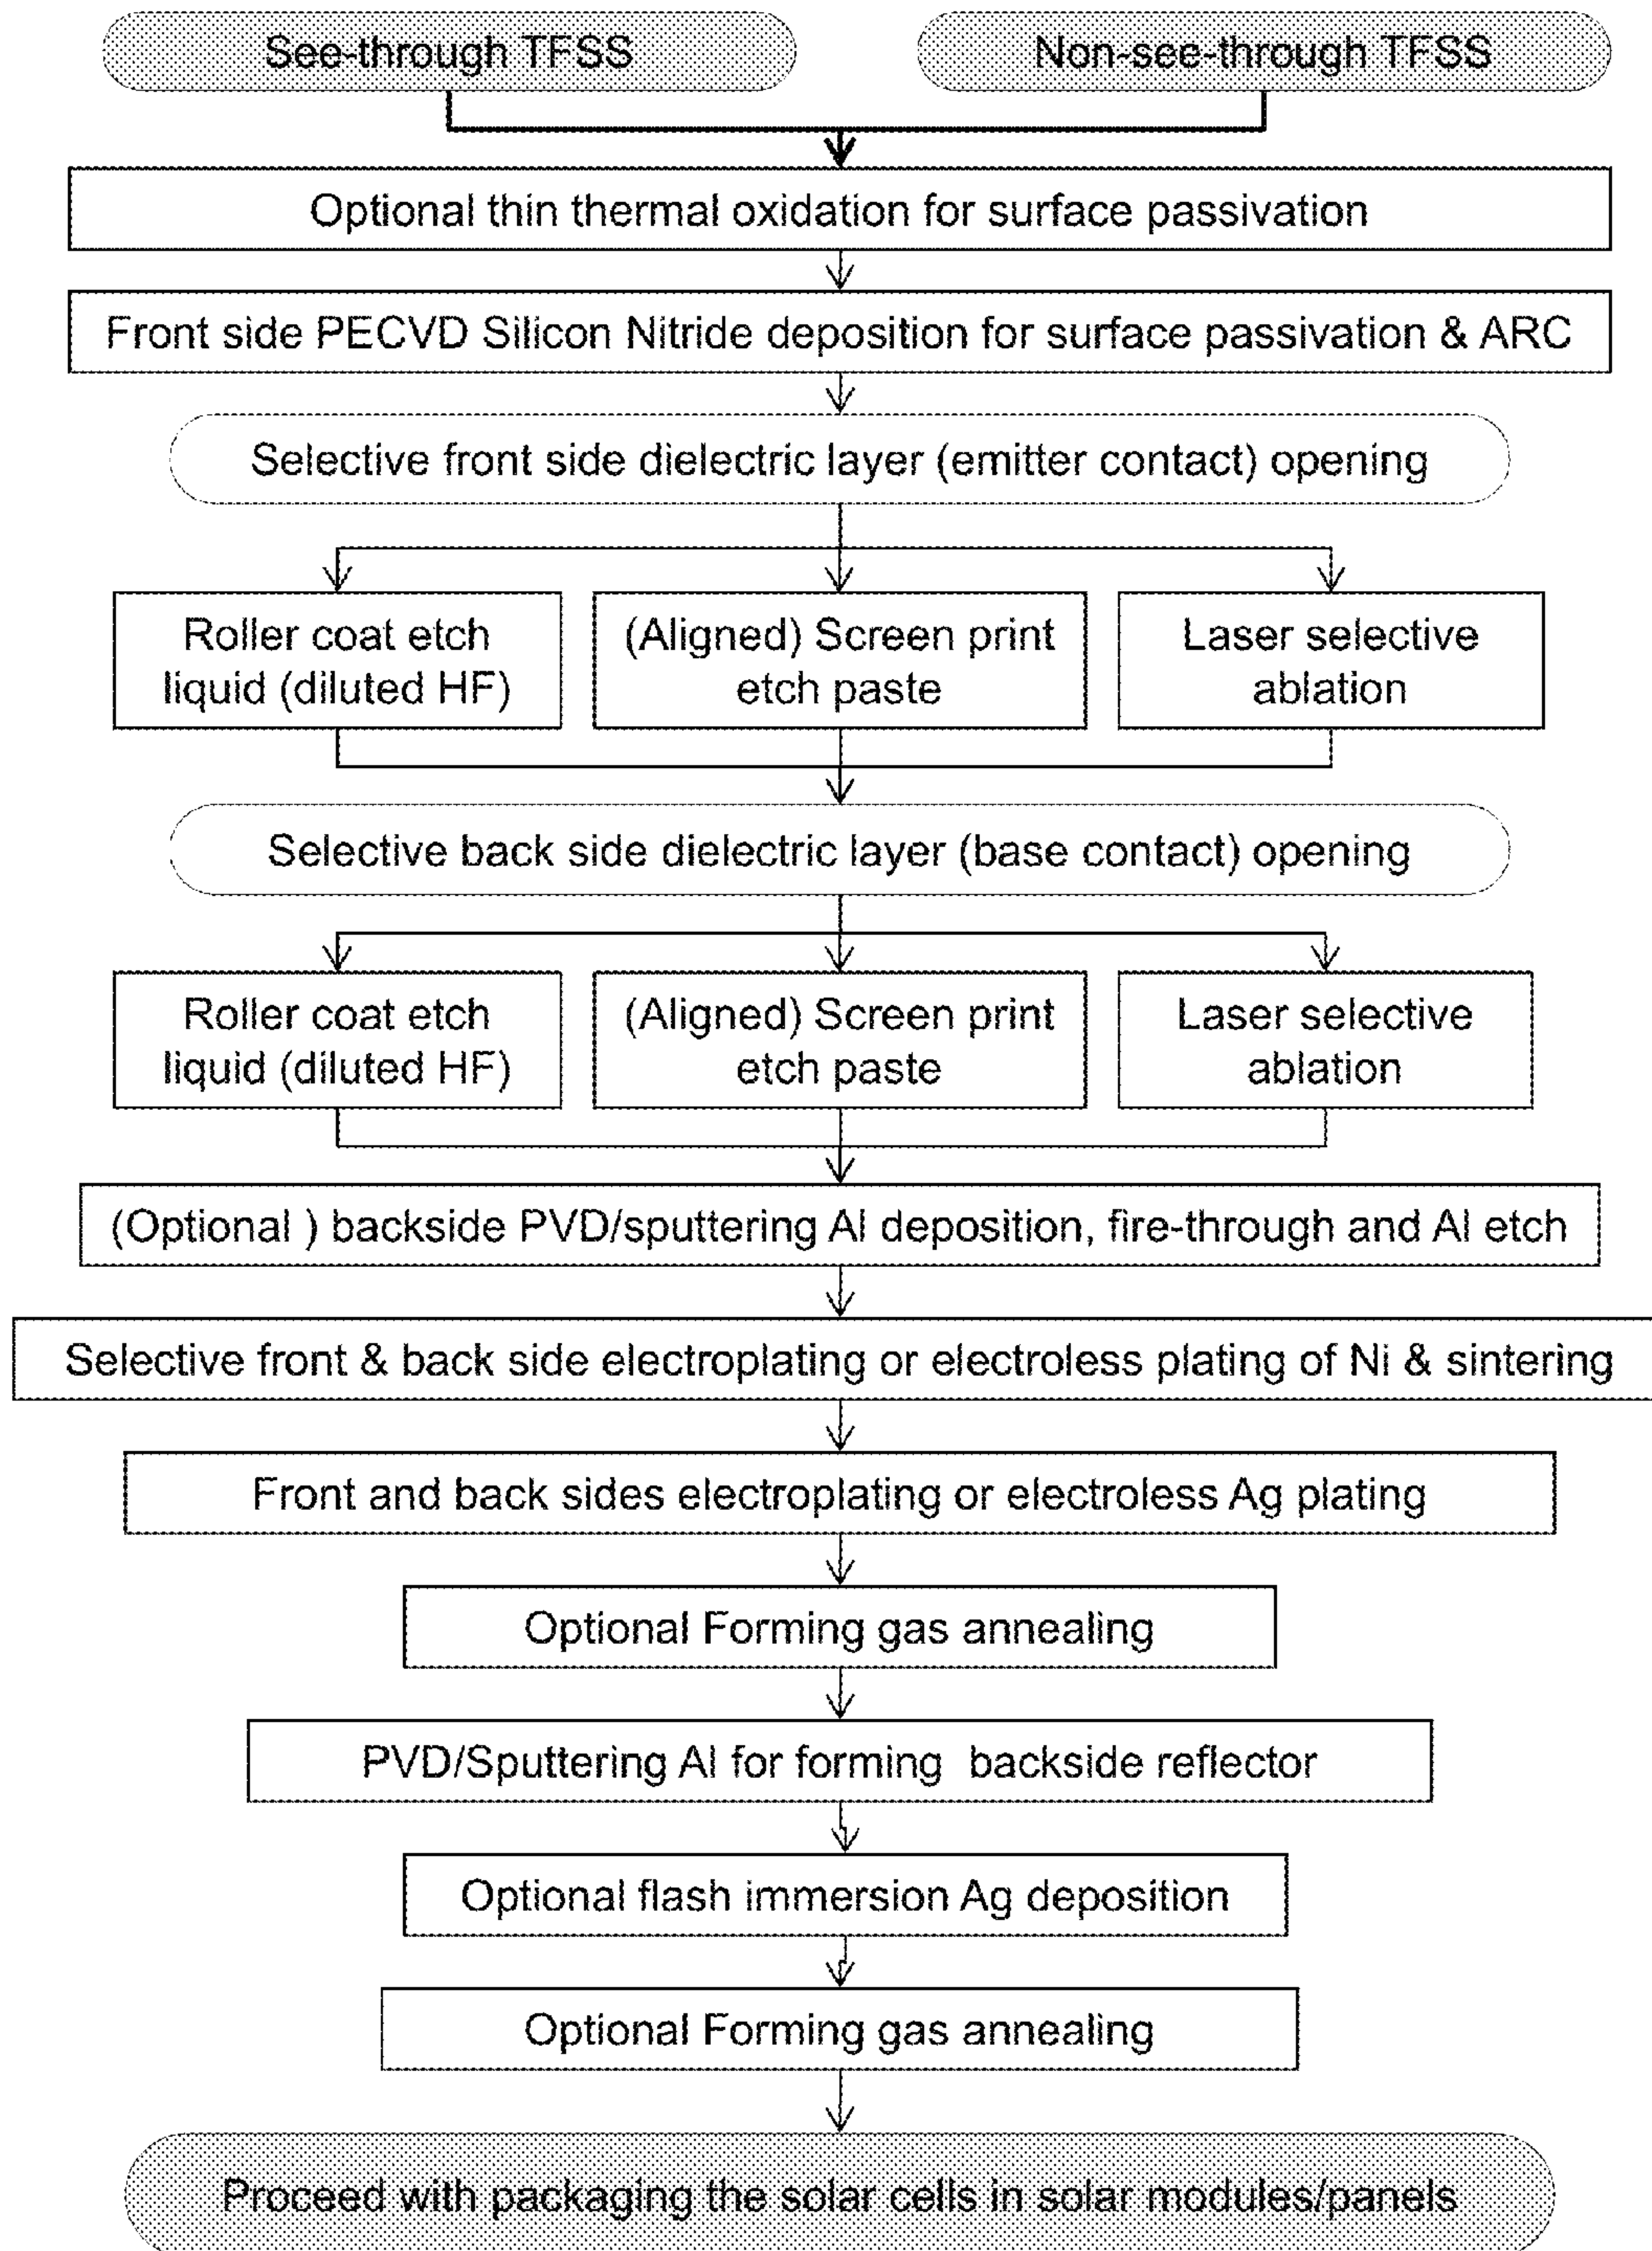 See-through TFSS
Non-see-through TFSS
Optional thin thermal oxidation for surface passivation
Front side PECVD Silicon Nitride deposition for surface passivation & ARC
Selective front side dielectric layer (emitter contact) opening
Roller coat etch
liquid (diluted HF)
(Aligned) Screen print
etch paste
Laser selective
ablation
Selective back side dielectric layer (base contact) opening
Roller coat etch
liquid (diluted HF)
(Aligned) Screen print
etch paste
Laser selective
ablation
(Optional ) backside PVD/sputtering Al deposition, fire-through and Al etch
Selective front & back side electroplating or electroless plating of Ni & sintering
Front and back sides electroplating or electroless Ag plating
Optional Forming gas annealing
PVD/Sputtering Al for forming  backside reflector
Optional flash immersion Ag deposition
Optional Forming gas annealing
Proceed with packaging the solar cells in solar modules/panels